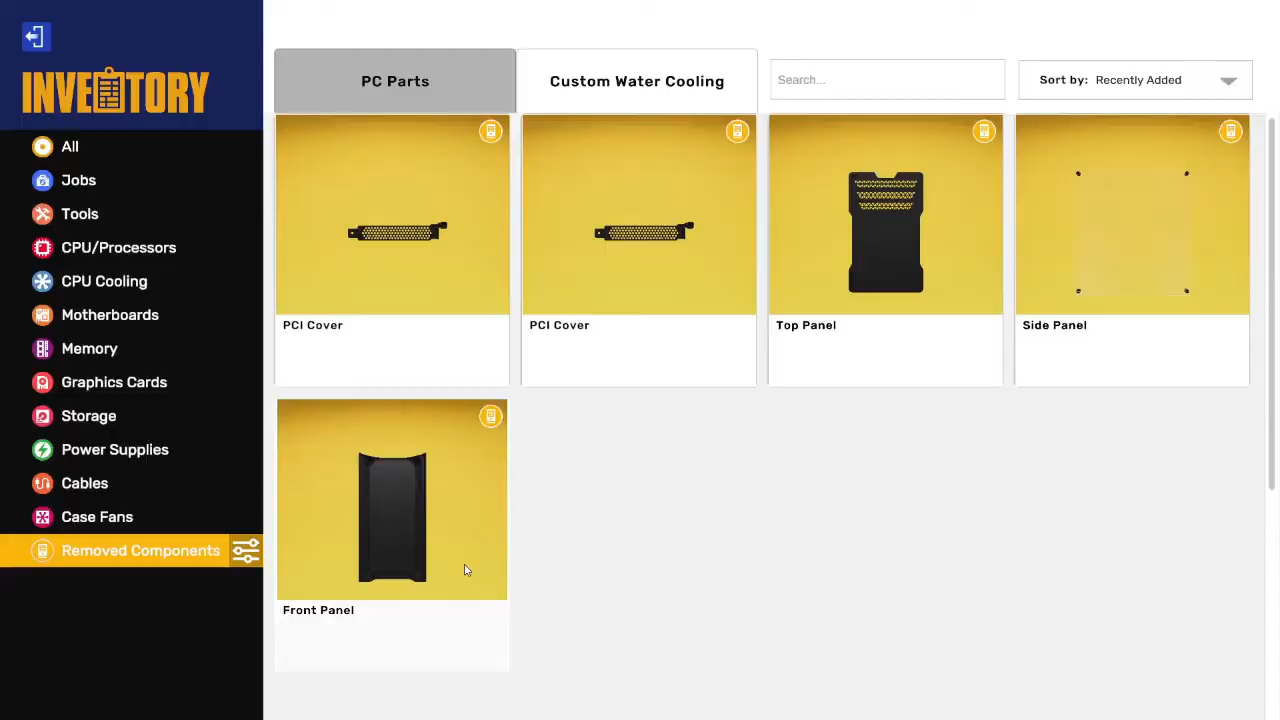 INVENTORY
All
Jobs
Tools
CPU/Processors
CPU Cooling
Motherboards
Memory
Graphics Cards
Storage
Power Supplies
Cables
Case Fans
Removed Components
PC Parts
Custom Water Cooling
Search...
Sort by: Recently Added
PCI Cover
PCI Cover
Top Panel
Side Panel
Front Panel